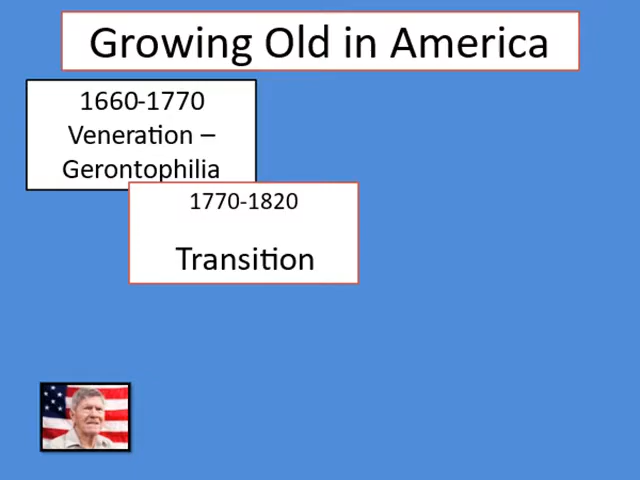 Growing Old in America
1660-1770
Veneration –
Gerontophilia
1770-1820
Transition